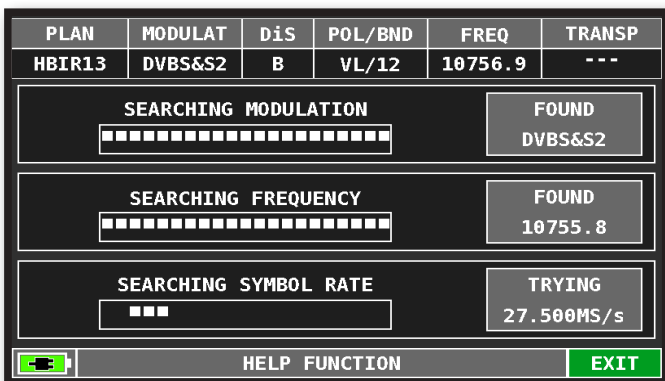 PLAN MODULAT DiS POL/BND FREQ TRANSP
HBIR13 DVBS&S2 B VL/12 10756.9 ---
SEARCHING MODULATION
FOUND
DVBS&S2
SEARCHING FREQUENCY
FOUND
10755.8
SEARCHING SYMBOL RATE
TRYING
27.500MS/s
HELP FUNCTION EXIT